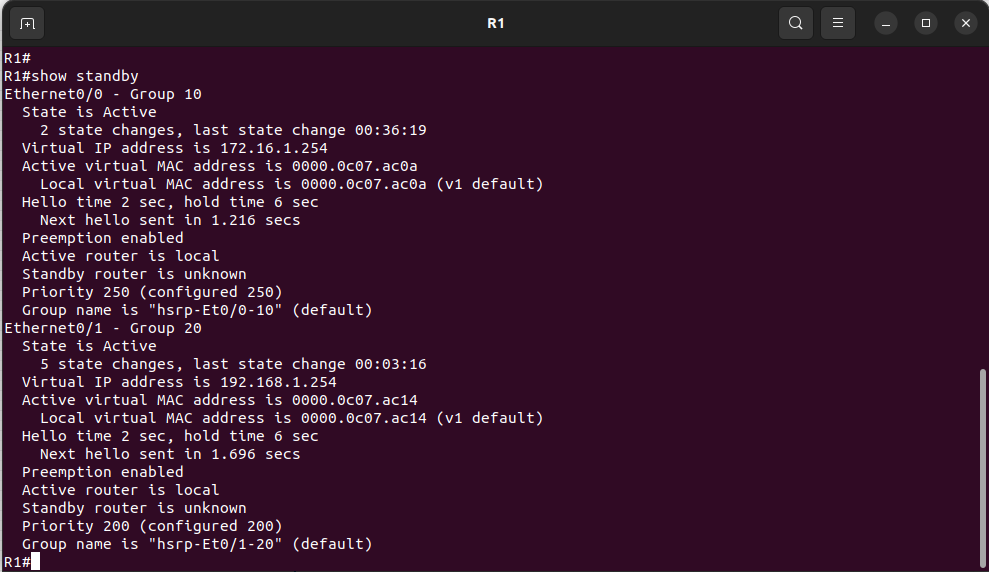 R1
R1#
R1#show standby
Ethernet0/0 - Group 10
  State is Active
    2 state changes, last state change 00:36:19
  Virtual IP address is 172.16.1.254
  Active virtual MAC address is 0000.0c07.ac0a
    Local virtual MAC address is 0000.0c07.ac0a (v1 default)
  Hello time 2 sec, hold time 6 sec
    Next hello sent in 1.216 secs
  Preemption enabled
  Active router is local
  Standby router is unknown
  Priority 250 (configured 250)
  Group name is "hsrp-Et0/0-10" (default)
Ethernet0/1 - Group 20
  State is Active
    5 state changes, last state change 00:03:16
  Virtual IP address is 192.168.1.254
  Active virtual MAC address is 0000.0c07.ac14
    Local virtual MAC address is 0000.0c07.ac14 (v1 default)
  Hello time 2 sec, hold time 6 sec
    Next hello sent in 1.696 secs
  Preemption enabled
  Active router is local
  Standby router is unknown
  Priority 200 (configured 200)
  Group name is "hsrp-Et0/1-20" (default)
R1#